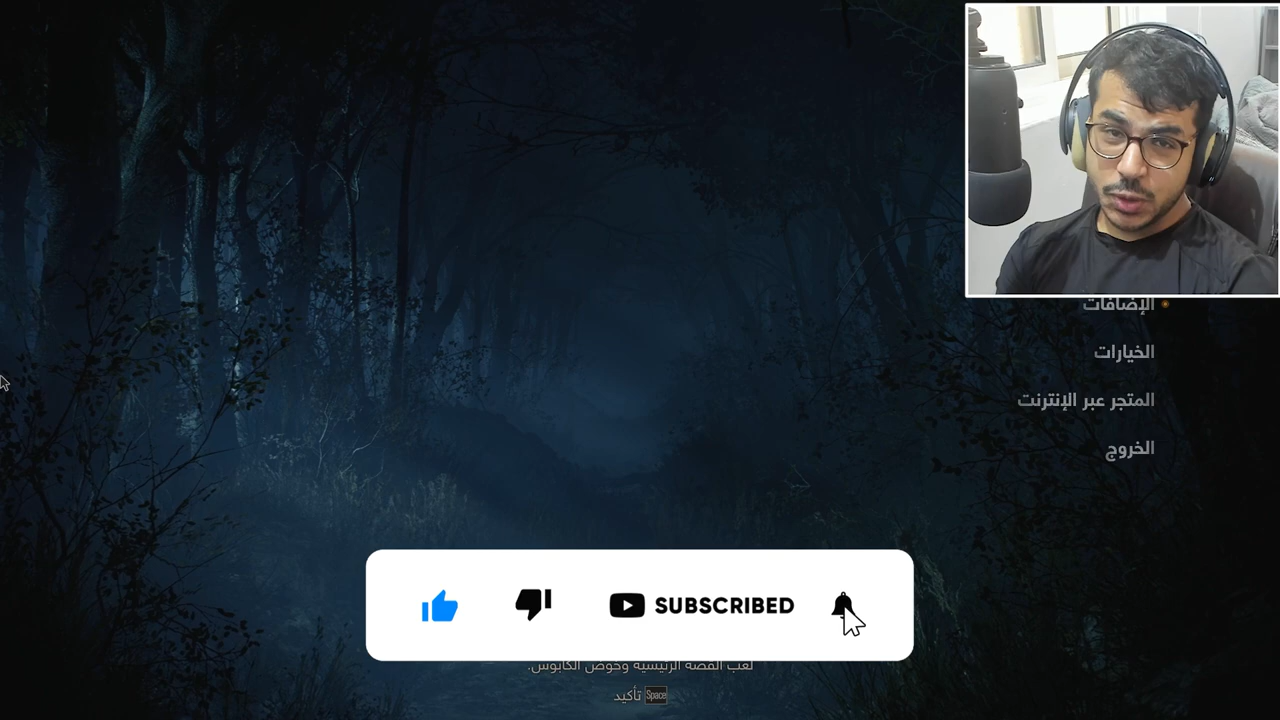 الإضافات
الخيارات
المتجر عبر الإنترنت
الخروج
SUBSCRIBED
لعب القصة الرئيسية وخوض الكابوس.
Space تأكيد